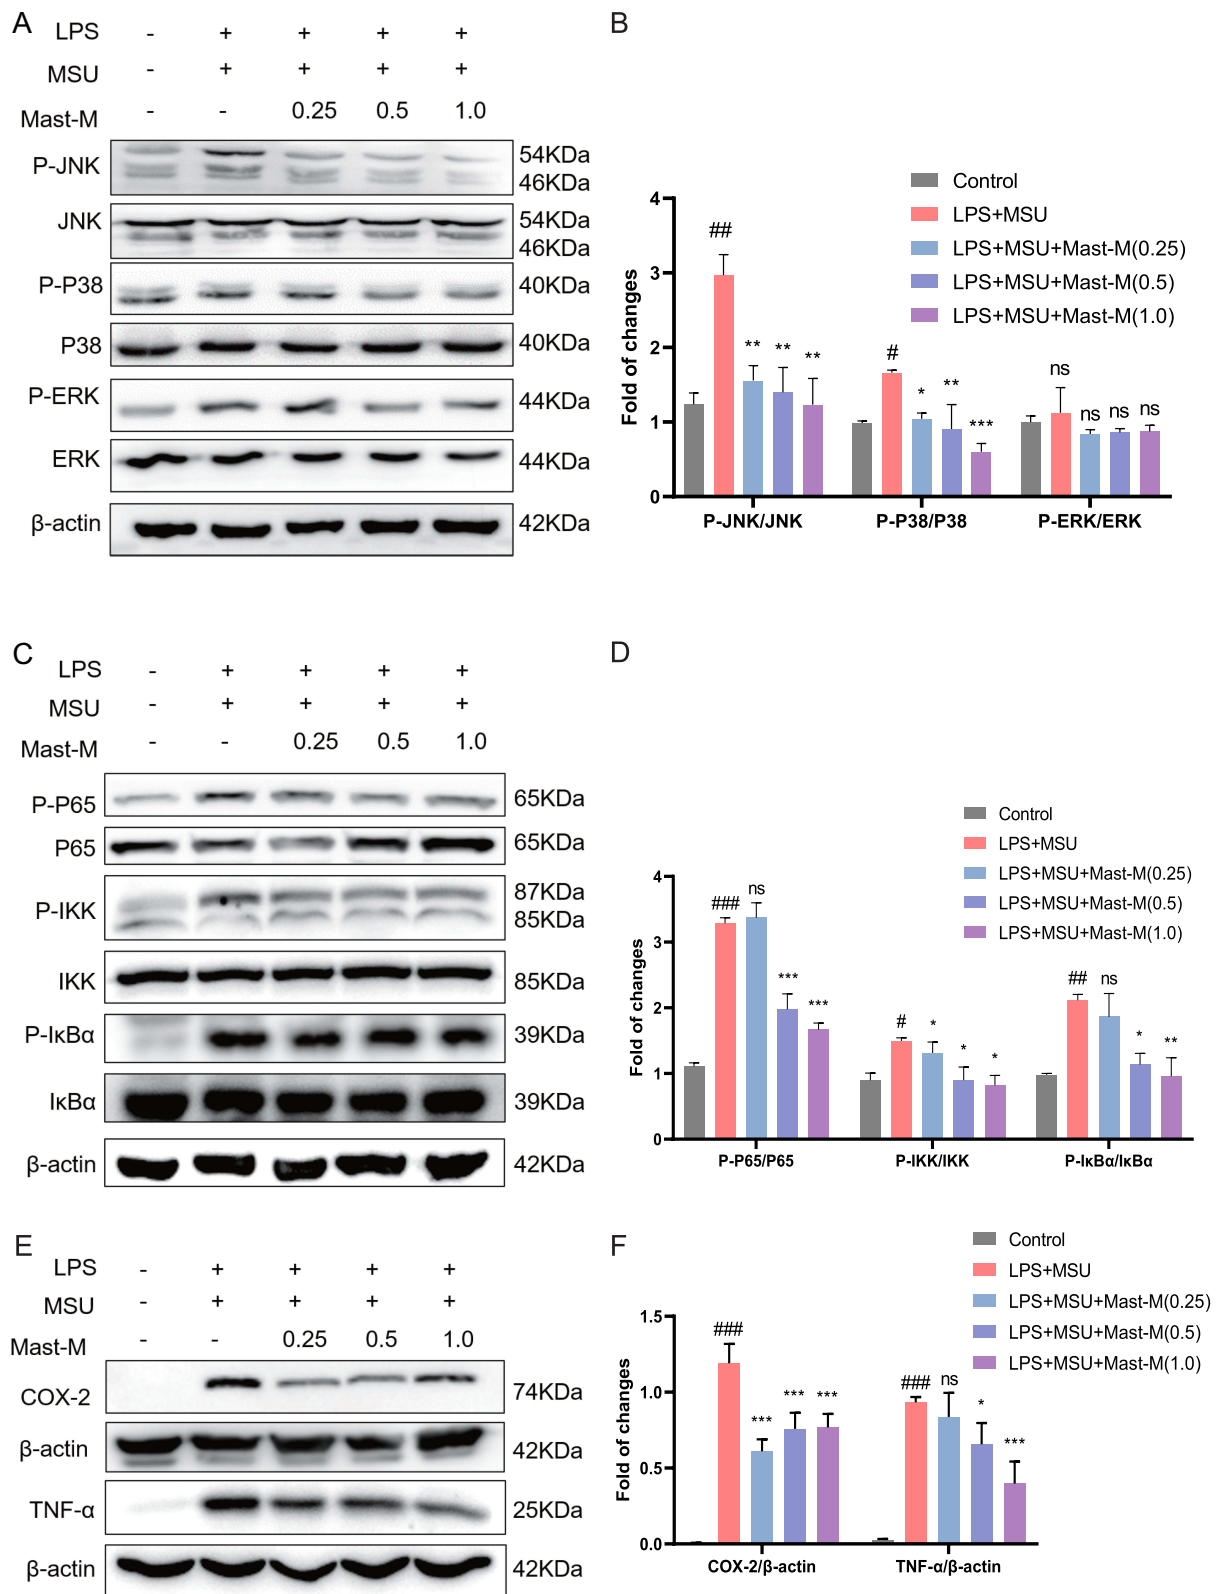 A
LPS - + + + +
MSU - + + + +
Mast-M - - 0.25 0.5 1.0
P-JNK 54KDa
46KDa
JNK 54KDa
46KDa
P-P38 40KDa
P38 40KDa
P-ERK 44KDa
ERK 44KDa
β-actin 42KDa
B
Control
LPS+MSU
LPS+MSU+Mast-M(0.25)
LPS+MSU+Mast-M(0.5)
LPS+MSU+Mast-M(1.0)
Fold of changes
4
3
2
1
0
## ** ** **
# * ** ***
ns ns ns ns
P-JNK/JNK P-P38/P38 P-ERK/ERK
C
LPS - + + + +
MSU - + + + +
Mast-M - - 0.25 0.5 1.0
P-P65 65KDa
P65 65KDa
P-IKK 87KDa
85KDa
IKK 85KDa
P-IκBα 39KDa
IκBα 39KDa
β-actin 42KDa
D
Control
LPS+MSU
LPS+MSU+Mast-M(0.25)
LPS+MSU+Mast-M(0.5)
LPS+MSU+Mast-M(1.0)
Fold of changes
4
3
2
1
0
### ns *** ***
# * * *
## ns * **
P-P65/P65 P-IKK/IKK P-IκBα/IκBα
E
LPS - + + + +
MSU - + + + +
Mast-M - - 0.25 0.5 1.0
COX-2 74KDa
β-actin 42KDa
TNF-α 25KDa
β-actin 42KDa
F
Control
LPS+MSU
LPS+MSU+Mast-M(0.25)
LPS+MSU+Mast-M(0.5)
LPS+MSU+Mast-M(1.0)
Fold of changes
1.5
1.0
0.5
0.0
### *** *** ***
### ns * ***
COX-2/β-actin TNF-α/β-actin